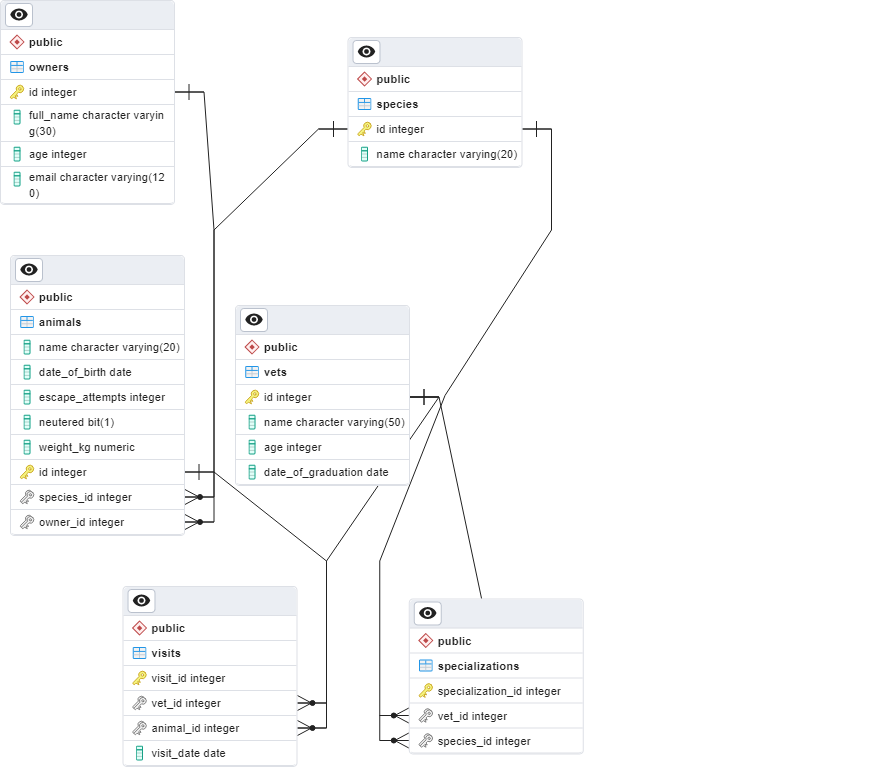 public
owners
id integer
full_name character varyin
g(30)
age integer
email character varying(12
0)
public
species
id integer
name character varying(20)
public
animals
name character varying(20)
date_of_birth date
escape_attempts integer
neutered bit(1)
weight_kg numeric
id integer
species_id integer
owner_id integer
public
vets
id integer
name character varying(50)
age integer
date_of_graduation date
public
visits
visit_id integer
vet_id integer
animal_id integer
visit_date date
public
specializations
specialization_id integer
vet_id integer
species_id integer